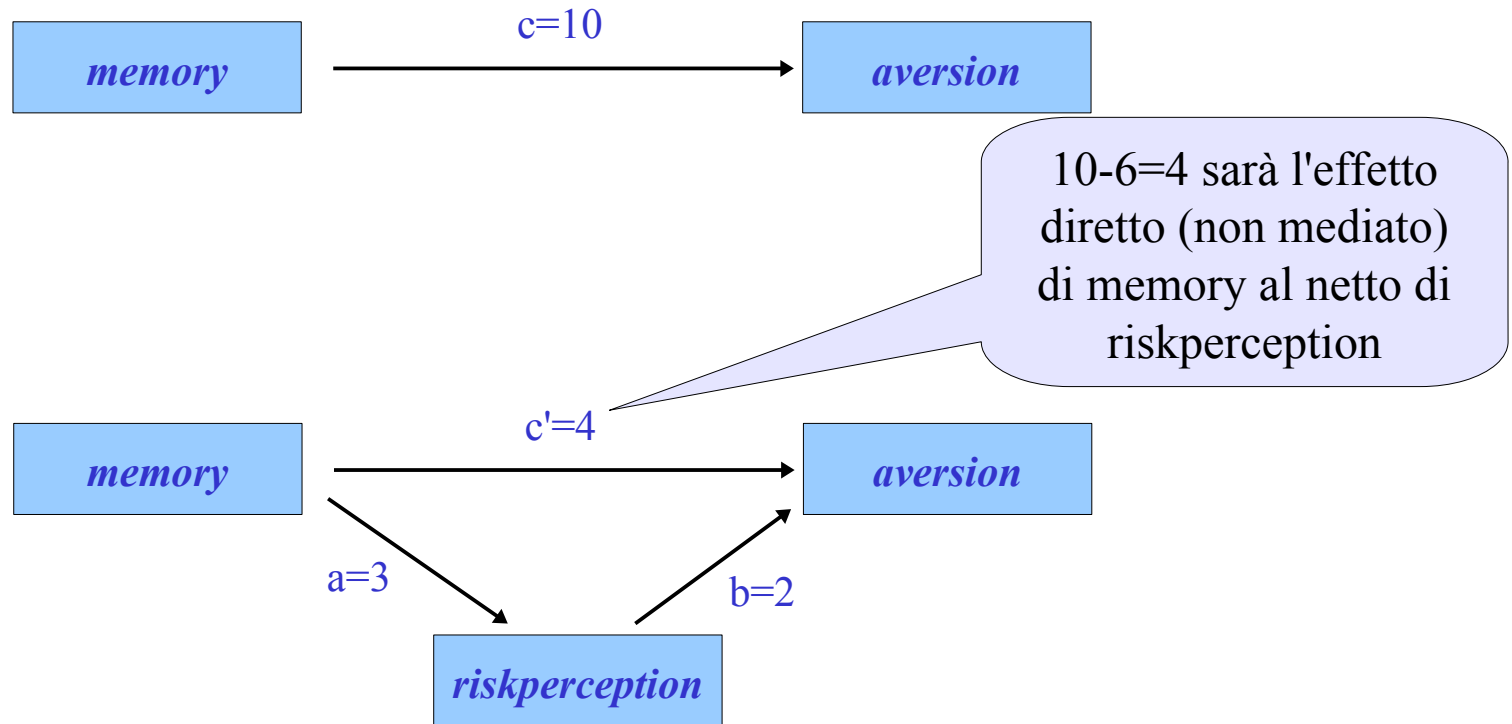 c=10
memory
aversion
10-6=4 sarà l'effetto
diretto (non mediato)
di memory al netto di
riskperception
c'=4
memory
aversion
a=3
b=2
riskperception